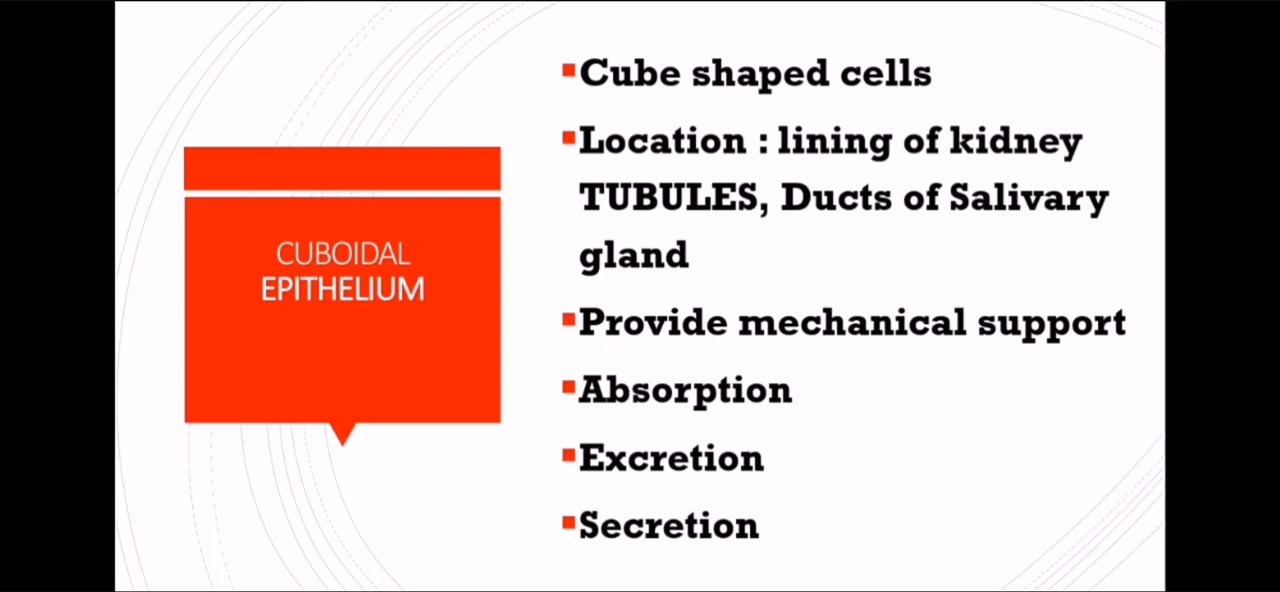 CUBOIDAL
EPITHELIUM
Cube shaped cells
Location : lining of kidney
TUBULES, Ducts of Salivary
gland
Provide mechanical support
Absorption
Excretion
Secretion